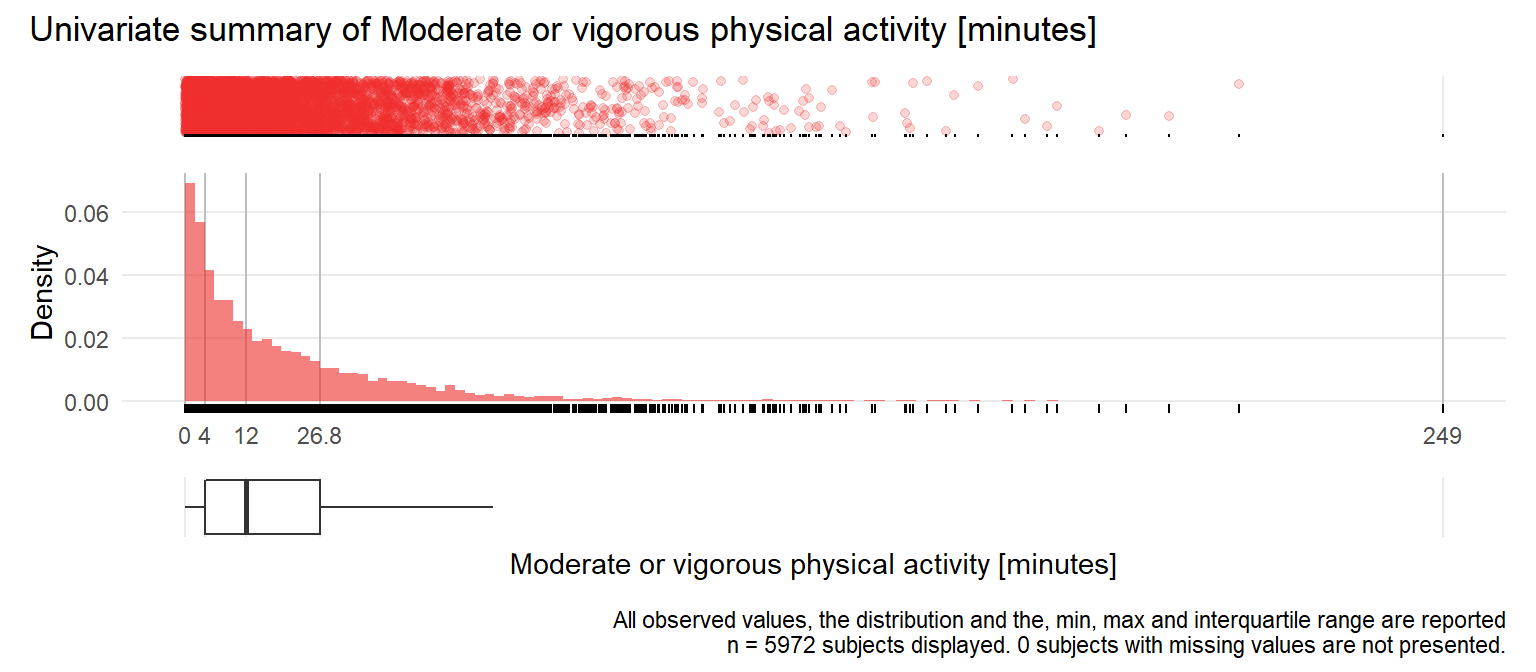 Univariate summary of Moderate or vigorous physical activity [minutes]
Density
0.06
0.04
0.02
0.00
0 4 12 26.8 249
Moderate or vigorous physical activity [minutes]
All observed values, the distribution and the, min, max and interquartile range are reported
n = 5972 subjects displayed. 0 subjects with missing values are not presented.